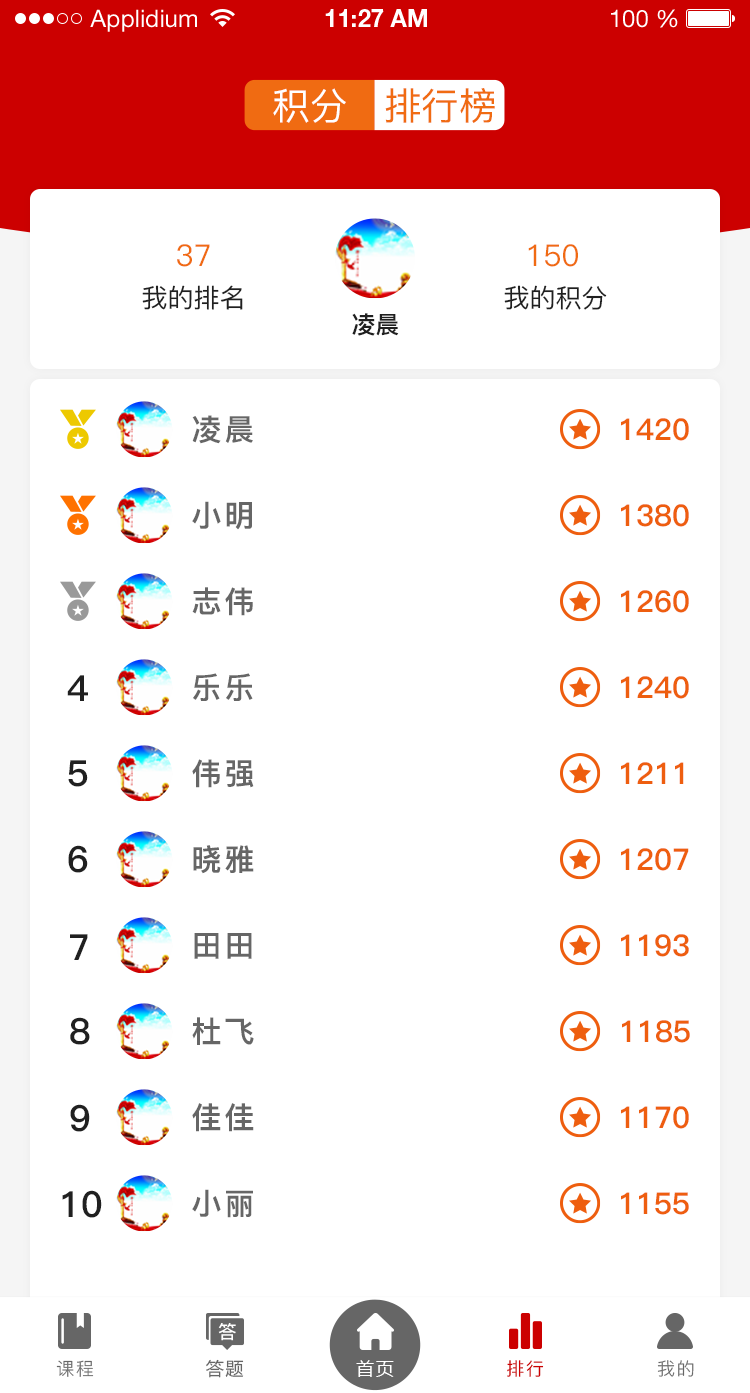 Applidium 11:27 AM 100 %
积分 排行榜
37 150
我的排名 我的积分
凌晨
凌晨 1420
小明 1380
志伟 1260
4 乐乐 1240
5 伟强 1211
6 晓雅 1207
7 田田 1193
8 杜飞 1185
9 佳佳 1170
10 小丽 1155
答
课程 答题 首页 排行 我的